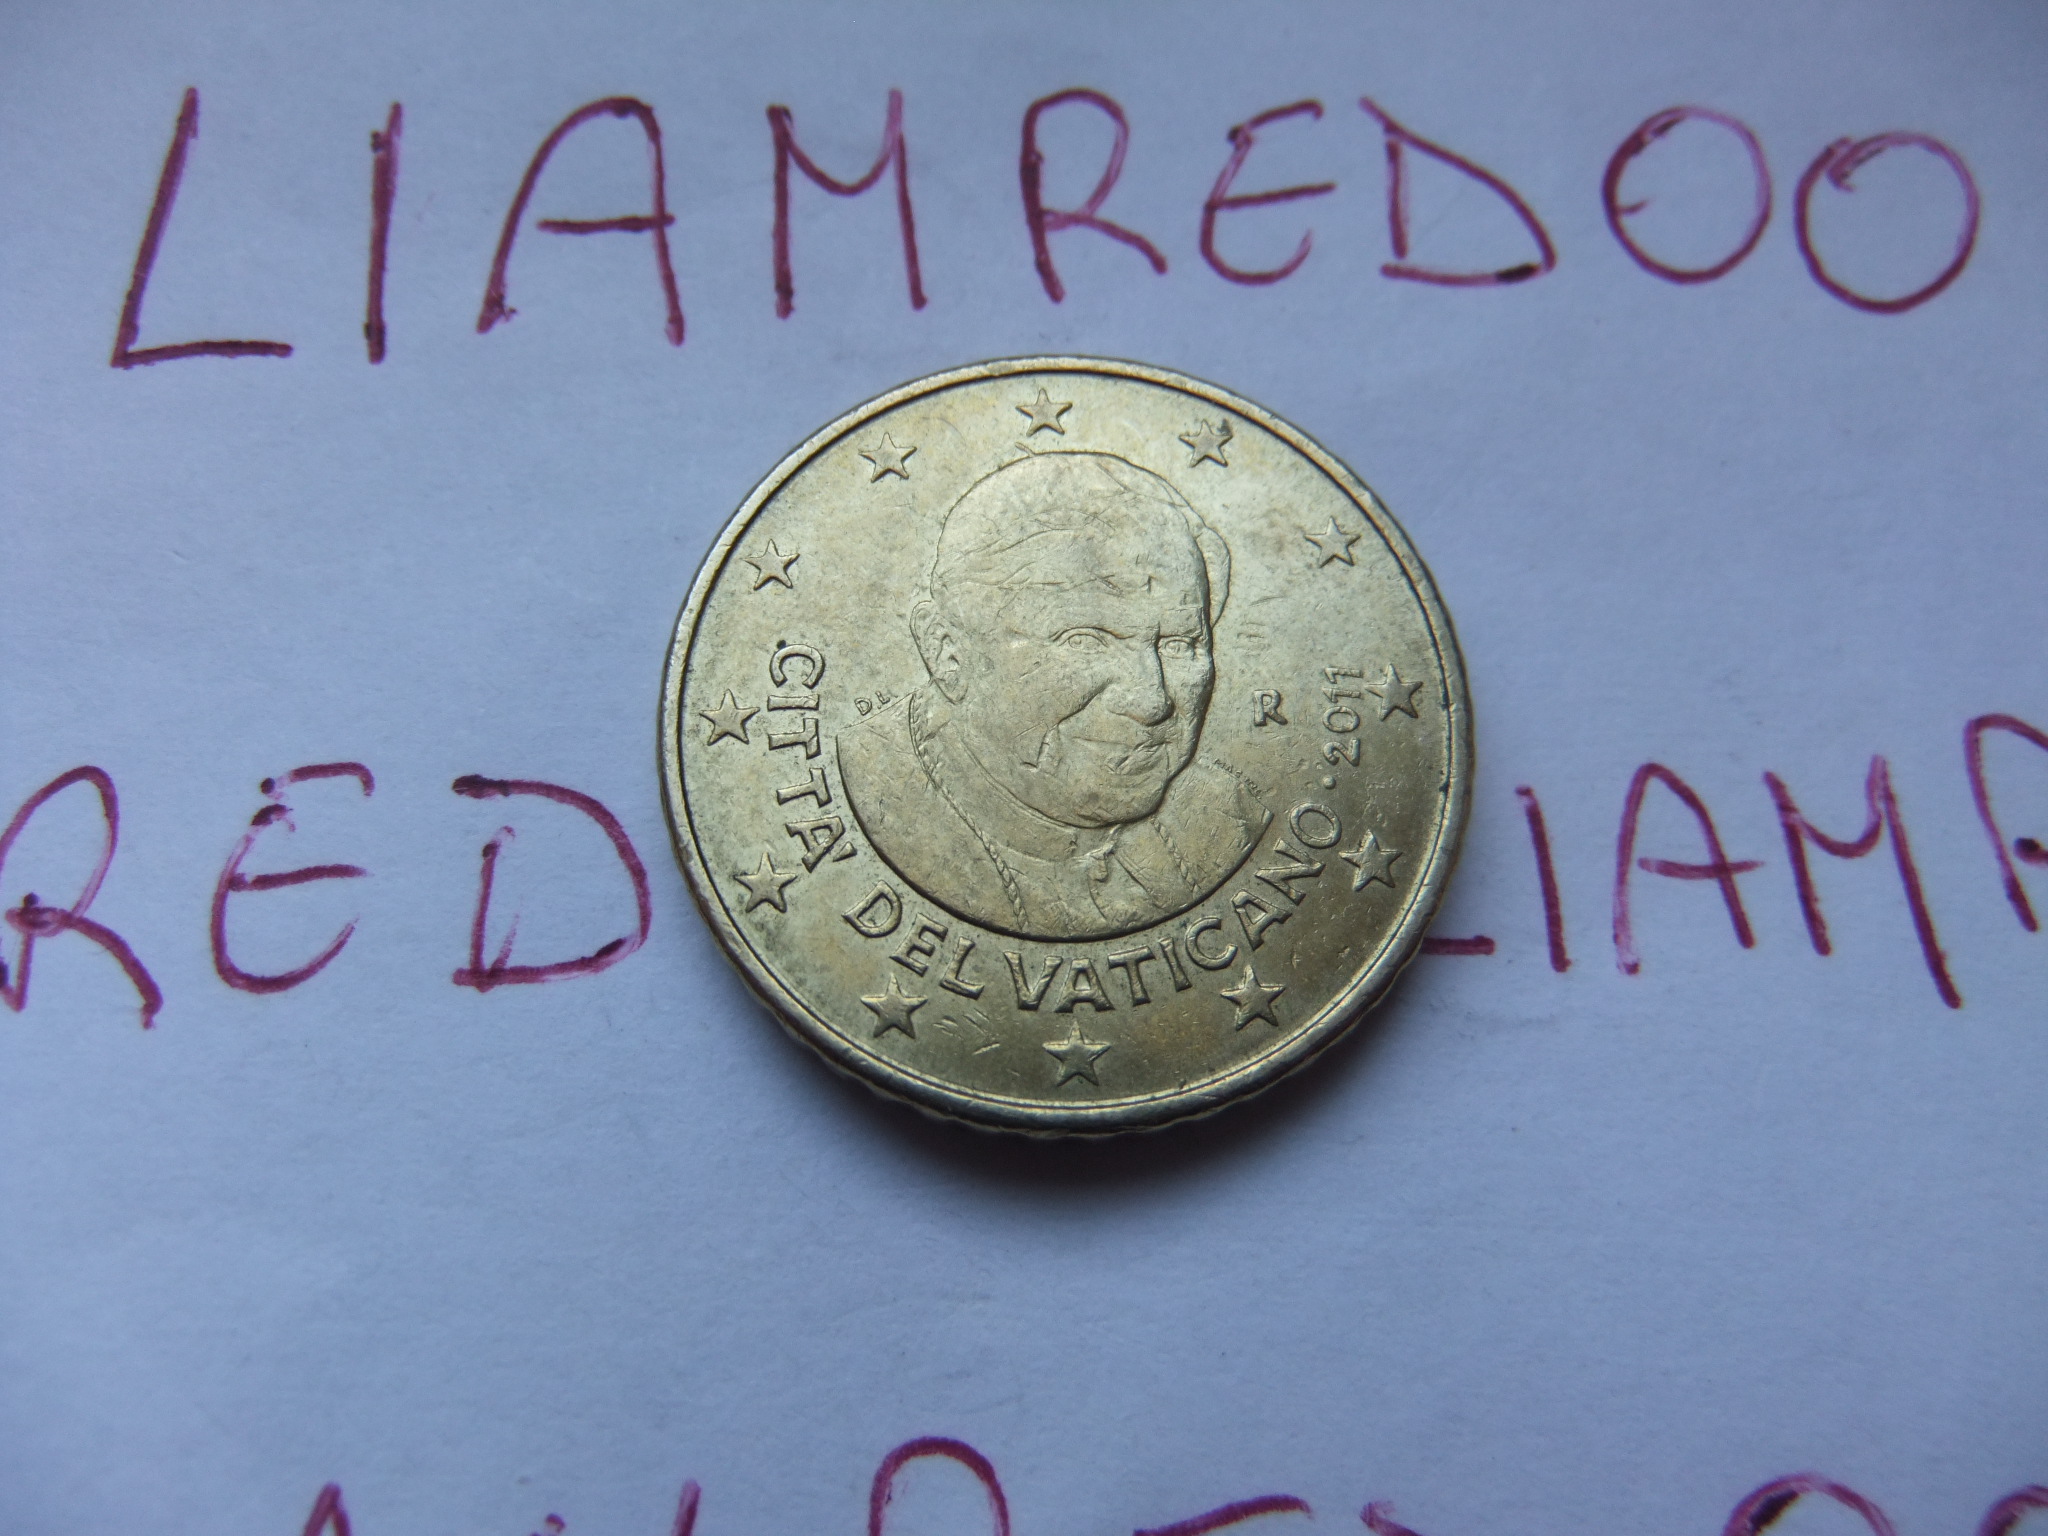 LIAMREDOO
D.L.
R
CITTA' DEL VATICANO • 2011
RED
LIAM